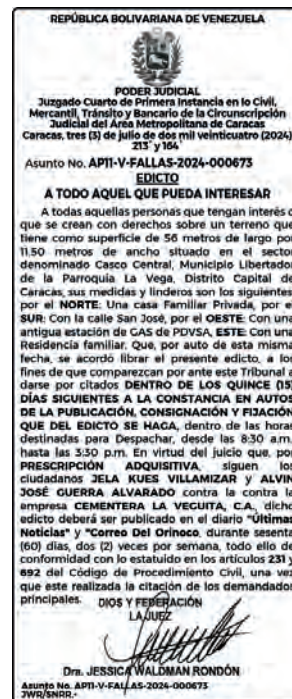 REPÚBLICA BOLIVARIANA DE VENEZUELA
PODER JUDICIAL
Juzgado Cuarto de Primera Instancia en lo Civil,
Mercantil, Tránsito y Bancario de la Circunscripción
Judicial del Área Metropolitana de Caracas
Caracas, tres (3) de julio de dos mil veinticuatro (2024)
213° y 164°
Asunto No. AP11-V-FALLAS-2024-000673
EDICTO
A TODO AQUEL QUE PUEDA INTERESAR
A todas aquellas personas que tengan interés o
que se crean con derechos sobre un terreno que
tiene como superficie de 56 metros de largo por
11.50 metros de ancho situado en el sector
denominado Casco Central, Municipio Libertador
de la Parroquia La Vega, Distrito Capital de
Caracas, sus medidas y linderos son los siguientes
por el NORTE: Una casa Familiar Privada, por el
SUR: Con la calle San José, por el OESTE: Con una
antigua estación de GAS de PDVSA, ESTE: Con una
Residencia familiar. Que, por auto de esta misma
fecha, se acordó librar el presente edicto, a los
fines de que comparezcan por ante este Tribunal a
darse por citados DENTRO DE LOS QUINCE (15)
DÍAS SIGUIENTES A LA CONSTANCIA EN AUTOS
DE LA PUBLICACIÓN, CONSIGNACIÓN Y FIJACIÓN
QUE DEL EDICTO SE HAGA, dentro de las horas
destinadas para Despachar, desde las 8:30 a.m.
hasta las 3:30 p.m. En virtud del juicio que, por
PRESCRIPCIÓN ADQUISITIVA, siguen los
ciudadanos JELA KUES VILLAMIZAR y ALVIN
JOSÉ GUERRA ALVARADO contra la contra la
empresa CEMENTERA LA VEGUITA, C.A., dicho
edicto deberá ser publicado en el diario "Últimas
Noticias" y "Correo Del Orinoco, durante sesenta
(60) días, dos (2) veces por semana, todo ello de
conformidad con lo estatuido en los artículos 231 y
692 del Código de Procedimiento Civil, una vez
que este realizada la citación de los demandados
principales.
DIOS Y FEDERACIÓN
LA JUEZ
Dra. JESSICA WALDMAN RONDÓN
Asunto No. AP11-V-FALLAS-2024-000673
JWR/SNRR.-